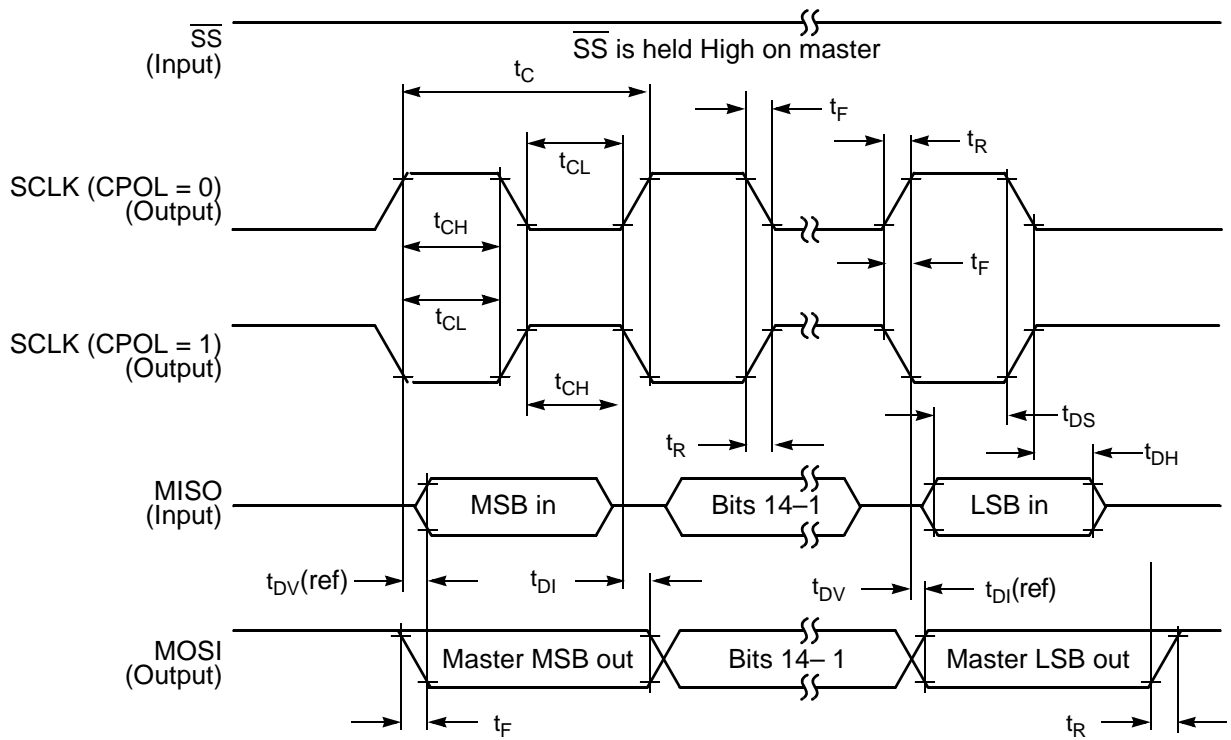 SS
(Input)
SS is held High on master
tC
tF
tR
tCL
SCLK (CPOL = 0)
(Output)
tCH
tF
tCL
SCLK (CPOL = 1)
(Output)
tCH
tDS
tR
tDH
MISO
(Input)
MSB in
Bits 14–1
LSB in
tDV(ref)
tDI
tDV
tDI(ref)
MOSI
(Output)
Master MSB out
Bits 14– 1
Master LSB out
tF
tR